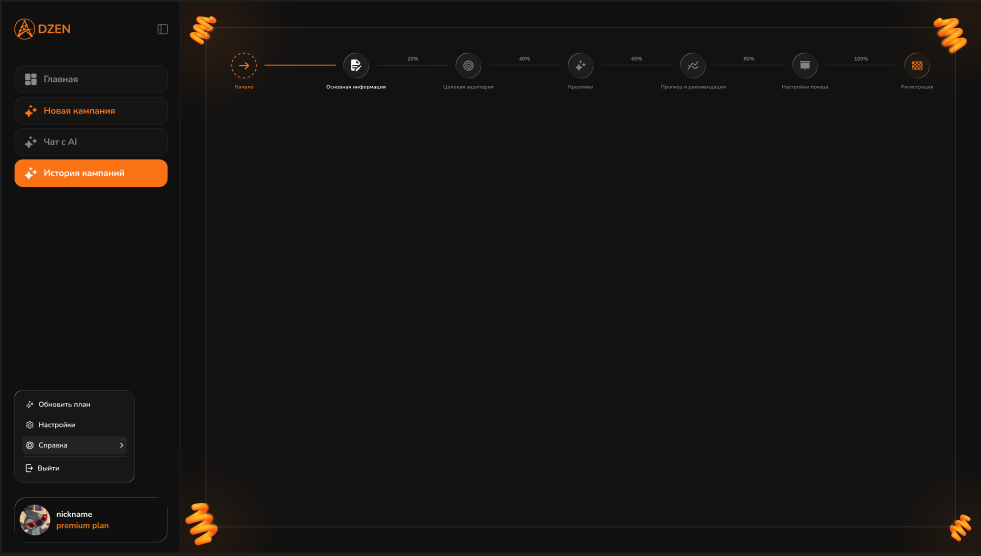 DZEN
Главная
Новая кампания
Чат с AI
История кампаний
20%
40%
60%
80%
100%
Начало
Основная информация
Целевая аудитория
Креативы
Прогноз и рекомендации
Настройки показа
Регистрация
Обновить план
Настройки
Справка
Выйти
nickname
premium plan